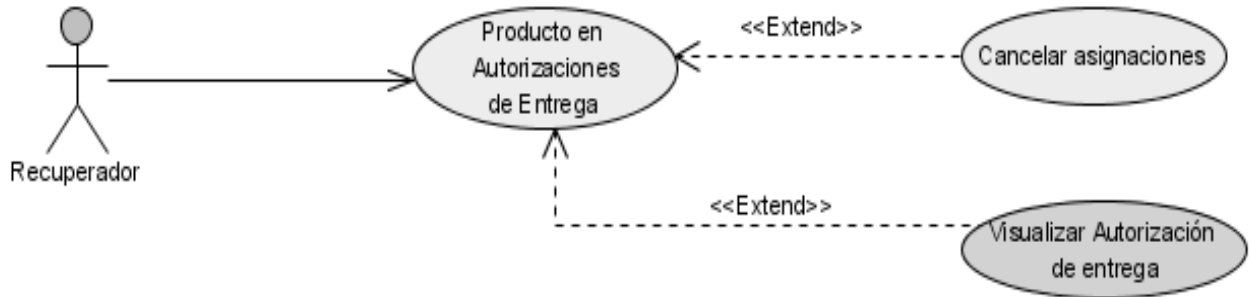 Producto en
Autorizaciones
de Entrega
<<Extend>>
Cancelar asignaciones
Recuperador
<<Extend>>
Visualizar Autorización
de entrega